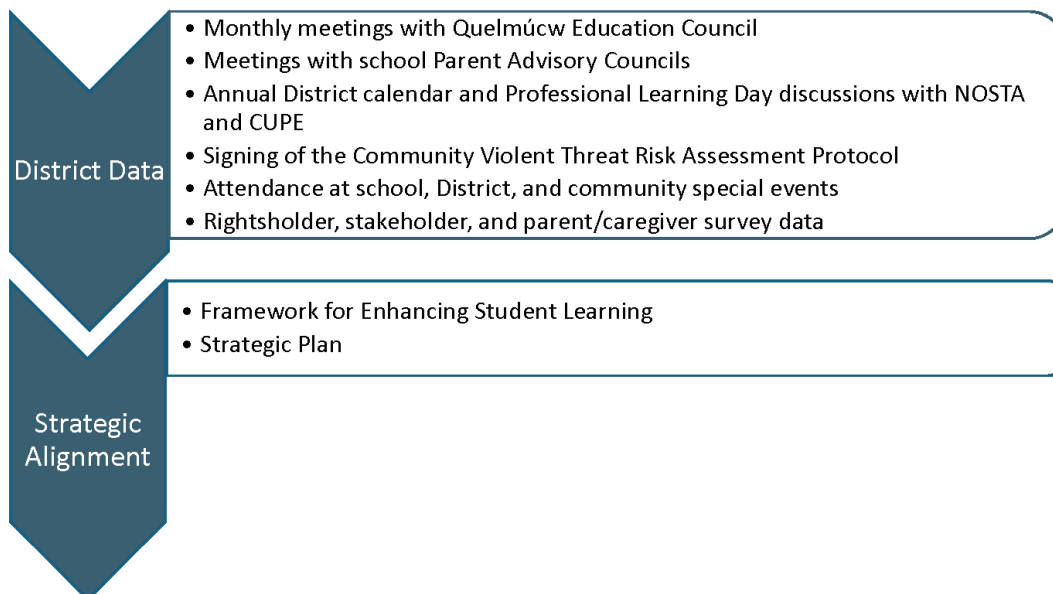 District Data
• Monthly meetings with Quelmúcw Education Council
• Meetings with school Parent Advisory Councils
• Annual District calendar and Professional Learning Day discussions with NOSTA
and CUPE
• Signing of the Community Violent Threat Risk Assessment Protocol
• Attendance at school, District, and community special events
• Rightsholder, stakeholder, and parent/caregiver survey data
Strategic
Alignment
• Framework for Enhancing Student Learning
• Strategic Plan